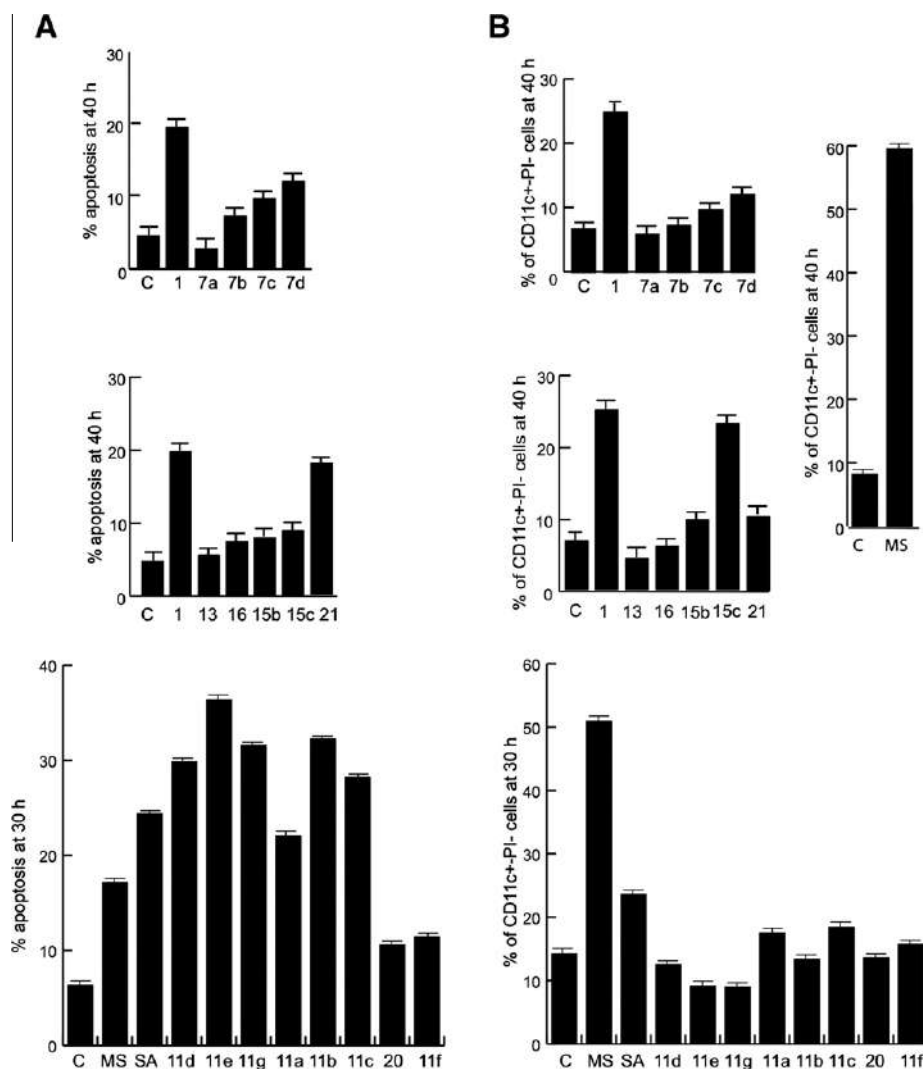 A
B
% apoptosis at 40 h
30
20
10
0
C 1 7a 7b 7c 7d
% of CD11c+-PI- cells at 40 h
30
20
10
0
C 1 7a 7b 7c 7d
% of CD11c+-PI- cells at 40 h
60
50
40
30
20
10
0
C MS
% apoptosis at 40 h
30
20
10
0
C 1 13 16 15b 15c 21
% of CD11c+-PI- cells at 40 h
30
20
10
0
C 1 13 16 15b 15c 21
% apoptosis at 30 h
40
30
20
10
0
C MS SA 11d 11e 11g 11a 11b 11c 20 11f
% of CD11c+-PI- cells at 30 h
60
50
40
30
20
10
0
C MS SA 11d 11e 11g 11a 11b 11c 20 11f